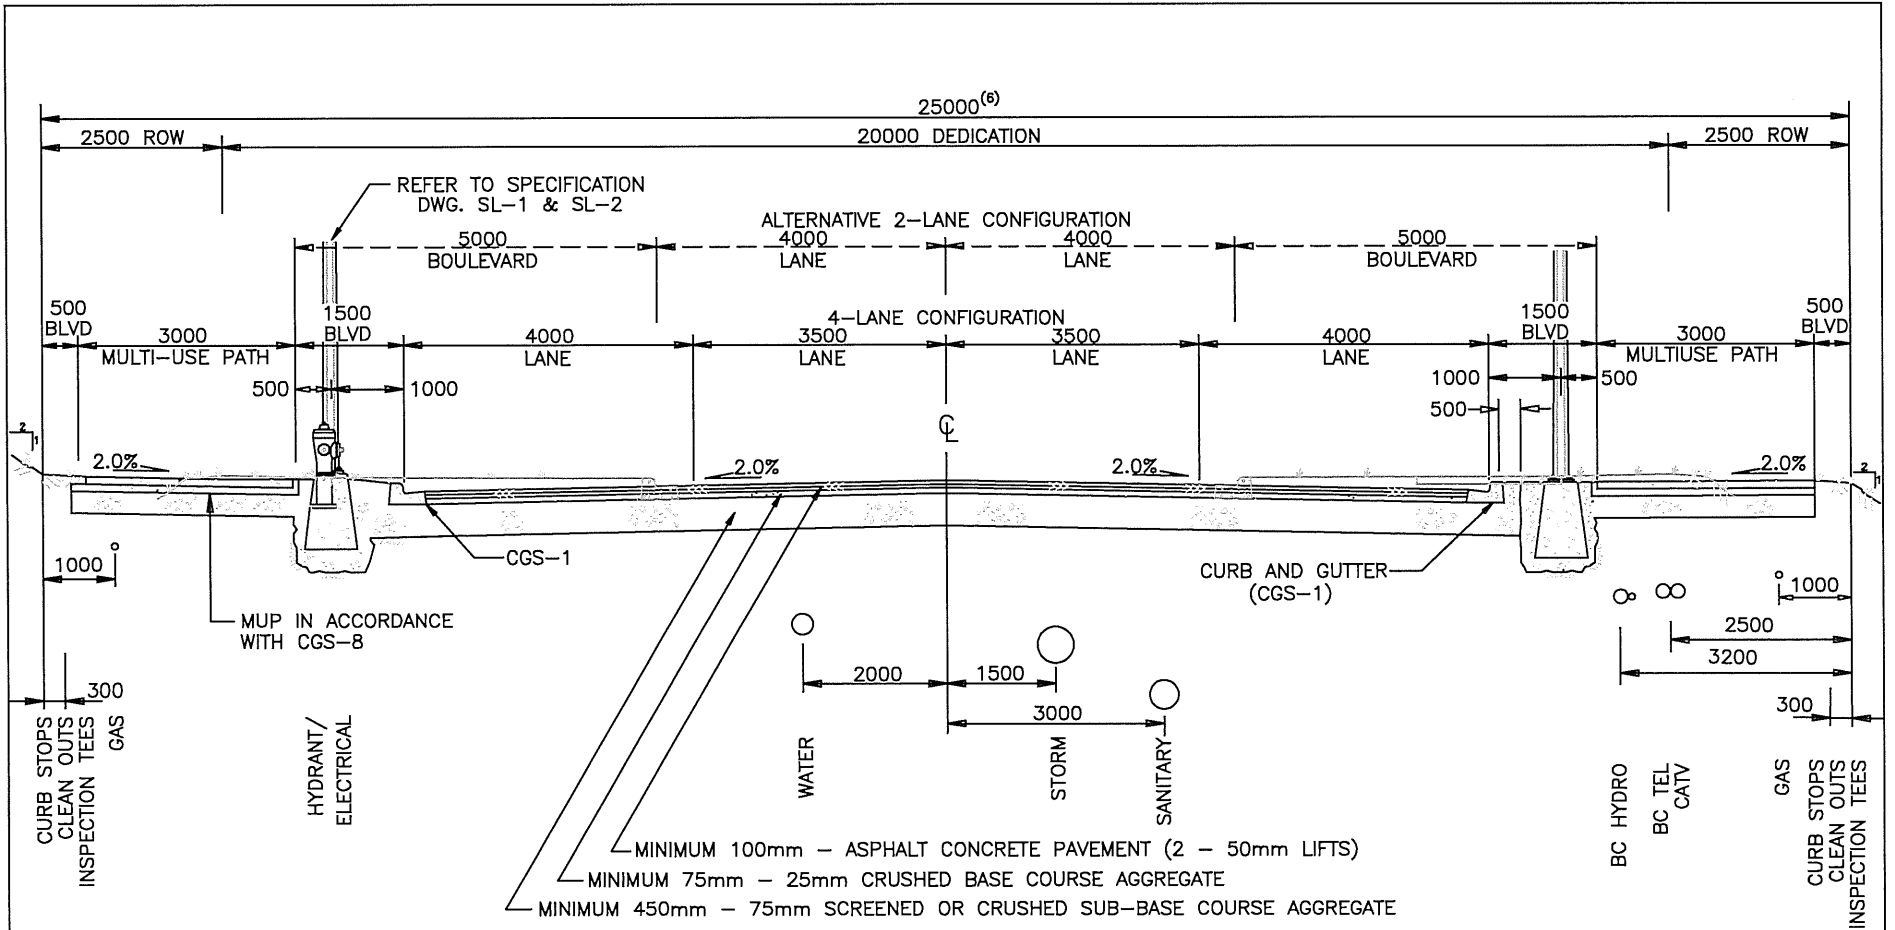 25000(6)
2500 ROW
20000 DEDICATION
2500 ROW
REFER TO SPECIFICATION
DWG. SL-1 & SL-2
ALTERNATIVE 2-LANE CONFIGURATION
5000
BOULEVARD
4000
LANE
4000
LANE
5000
BOULEVARD
4-LANE CONFIGURATION
500
BLVD
3000
MULTI-USE PATH
1500
BLVD
4000
LANE
3500
LANE
3500
LANE
4000
LANE
1500
BLVD
3000
MULTIUSE PATH
500
BLVD
500
1000
1000
500
500
CL
2
1
2.0%
2.0%
2.0%
2.0%
2
1
CGS-1
CURB AND GUTTER
(CGS-1)
1000
MUP IN ACCORDANCE
WITH CGS-8
1000
2500
3200
2000
1500
3000
300
300
CURB STOPS
CLEAN OUTS
INSPECTION TEES
GAS
HYDRANT/
ELECTRICAL
WATER
STORM
SANITARY
BC HYDRO
BC TEL
CATV
GAS
CURB STOPS
CLEAN OUTS
INSPECTION TEES
MINIMUM 100mm - ASPHALT CONCRETE PAVEMENT (2 - 50mm LIFTS)
MINIMUM 75mm - 25mm CRUSHED BASE COURSE AGGREGATE
MINIMUM 450mm - 75mm SCREENED OR CRUSHED SUB-BASE COURSE AGGREGATE